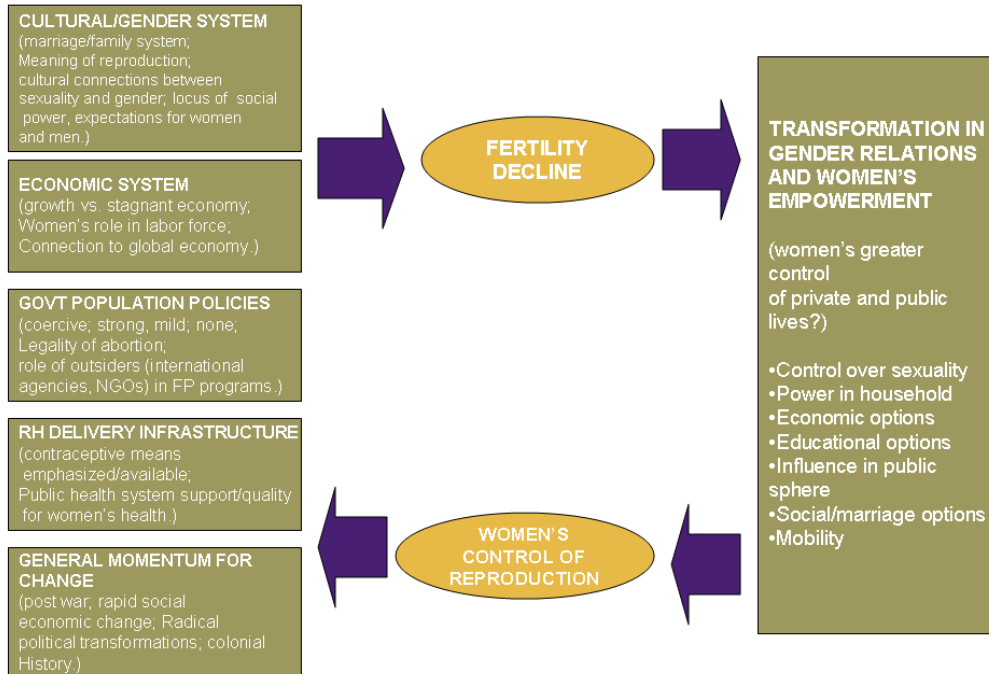 CULTURAL/GENDER SYSTEM
(marriage/family system;
Meaning of reproduction;
cultural connections between
sexuality and gender; locus of social
power, expectations for women
and men.)
ECONOMIC SYSTEM
(growth vs. stagnant economy;
Women's role in labor force;
Connection to global economy.)
GOVT POPULATION POLICIES
(coercive; strong, mild; none;
Legality of abortion;
role of outsiders (international
agencies, NGOs) in FP programs.)
RH DELIVERY INFRASTRUCTURE
(contraceptive means
emphasized/available;
Public health system support/quality
for women's health.)
GENERAL MOMENTUM FOR
CHANGE
(post war; rapid social
economic change; Radical
political transformations; colonial
History.)
FERTILITY
DECLINE
WOMEN'S
CONTROL OF
REPRODUCTION
TRANSFORMATION IN
GENDER RELATIONS
AND WOMEN'S
EMPOWERMENT
(women's greater
control
of private and public
lives?)
•Control over sexuality
•Power in household
•Economic options
•Educational options
•Influence in public
sphere
•Social/marriage options
•Mobility